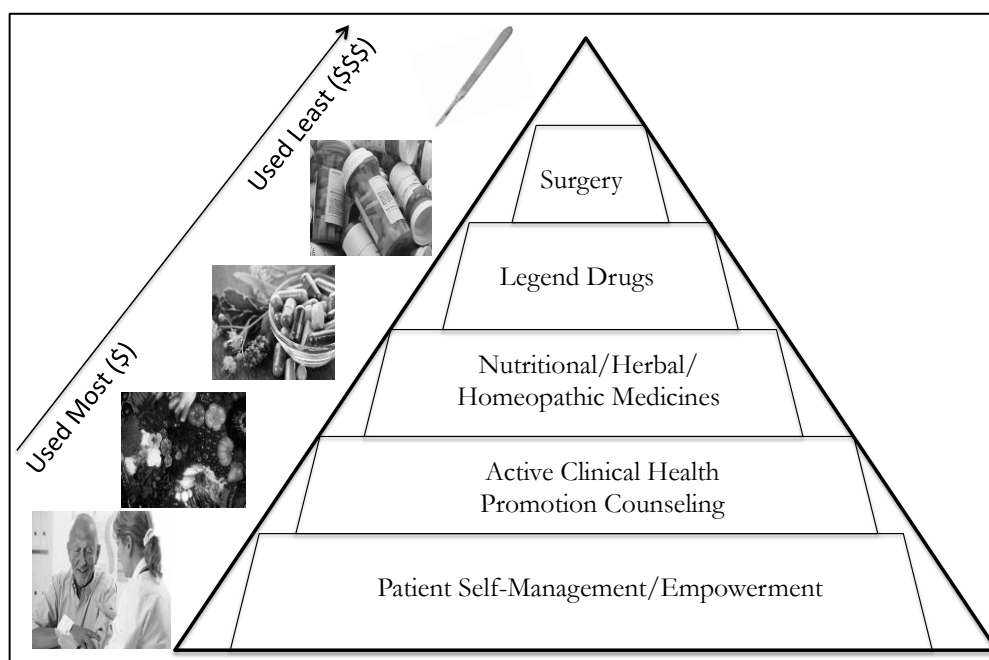 Used Least ($$$)
Used Most ($)
Surgery
Legend Drugs
Nutritional/Herbal/
Homeopathic Medicines
Active Clinical Health
Promotion Counseling
Patient Self-Management/Empowerment